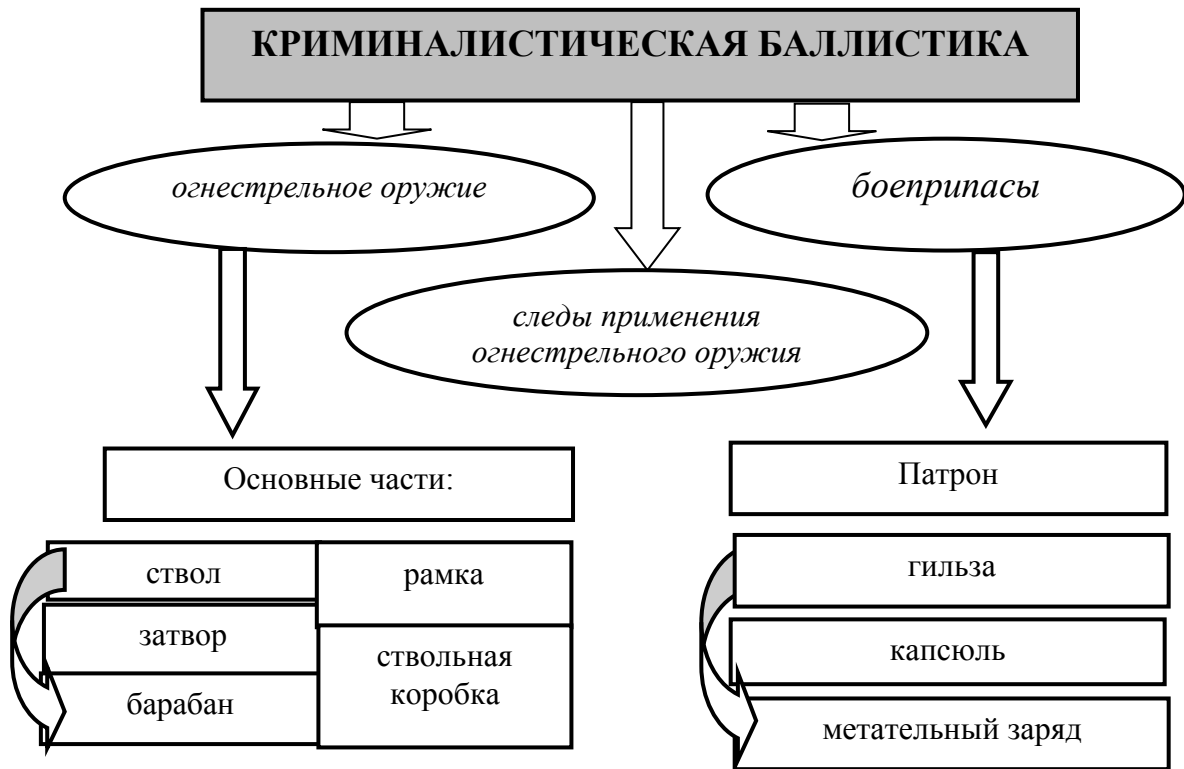 КРИМИНАЛИСТИЧЕСКАЯ БАЛЛИСТИКА
огнестрельное оружие
боеприпасы
следы применения
огнестрельного оружия
Основные части:
Патрон
ствол
рамка
затвор
ствольная
коробка
барабан
гильза
капсюль
метательный заряд